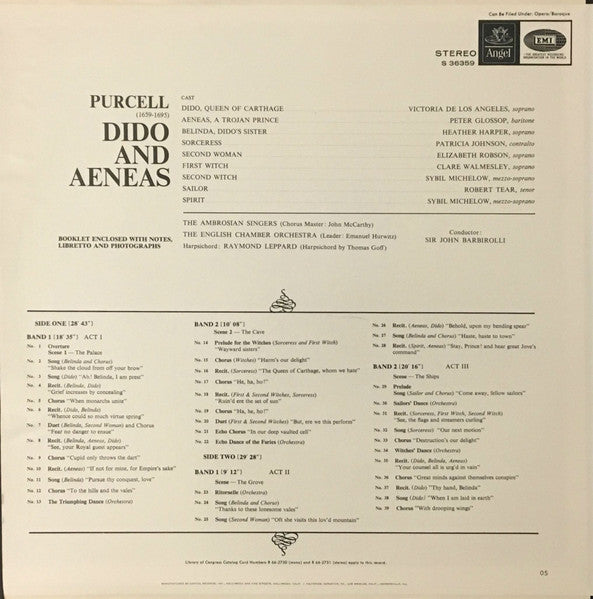 Can Be Filed Under: Opera/Baroque
STEREO
S 36359
Angel
EMI
THE GREATEST RECORDING ORGANISATION IN THE WORLD
PURCELL
(1659-1695)
DIDO
AND
AENEAS
BOOKLET ENCLOSED WITH NOTES,
LIBRETTO AND PHOTOGRAPHS
CAST
DIDO, QUEEN OF CARTHAGE VICTORIA DE LOS ANGELES, soprano
AENEAS, A TROJAN PRINCE PETER GLOSSOP, baritone
BELINDA, DIDO'S SISTER HEATHER HARPER, soprano
SORCERESS PATRICIA JOHNSON, contralto
SECOND WOMAN ELIZABETH ROBSON, soprano
FIRST WITCH CLARE WALMESLEY, soprano
SECOND WITCH SYBIL MICHELOW, mezzo-soprano
SAILOR ROBERT TEAR, tenor
SPIRIT SYBIL MICHELOW, mezzo-soprano
THE AMBROSIAN SINGERS (Chorus Master: John McCarthy)
THE ENGLISH CHAMBER ORCHESTRA (Leader: Emanuel Hurwitz)
Harpsichord: RAYMOND LEPPARD (Harpsichord by Thomas Goff)
Conductor:
SIR JOHN BARBIROLLI
SIDE ONE [28' 43"]
BAND 1 [18' 35"] ACT I
No. 1 Overture
Scene 1 — The Palace
No. 2 Song (Belinda and Chorus)
"Shake the cloud from off your brow"
No. 3 Song (Dido) "Ah! Belinda, I am prest"
No. 4 Recit. (Belinda, Dido)
"Grief increases by concealing"
No. 5 Chorus "When monarchs unite"
No. 6 Recit. (Dido, Belinda)
"Whence could so much virtue spring"
No. 7 Duet (Belinda, Second Woman) and Chorus
"Fear no danger to ensue"
No. 8 Recit. (Belinda, Aeneas, Dido)
"See, your Royal guest appears"
No. 9 Chorus "Cupid only throws the dart"
No. 10 Recit. (Aeneas) "If not for mine, for Empire's sake"
No. 11 Song (Belinda) "Pursue thy conquest, love"
No. 12 Chorus "To the hills and the vales"
No. 13 The Triumphing Dance (Orchestra)
BAND 2 [10' 08"]
Scene 2 — The Cave
No. 14 Prelude for the Witches (Sorceress and First Witch)
"Wayward sisters"
No. 15 Chorus (Witches) "Harm's our delight"
No. 16 Recit. (Sorceress) "The Queen of Carthage, whom we hate"
No. 17 Chorus "He, ha, ho!"
No. 18 Recit. (First & Second Witches, Sorceress)
"Ruin'd ere the set of sun"
No. 19 Chorus "Ha, he, ho!"
No. 20 Duet (First & Second Witches) "But, ere we this perform"
No. 21 Echo Chorus "In our deep vaulted cell"
No. 22 Echo Dance of the Furies (Orchestra)
SIDE TWO [29' 28"]
BAND 1 [9' 12"] ACT II
Scene — The Grove
No. 23 Ritornelle (Orchestra)
No. 24 Song (Belinda and Chorus)
"Thanks to these lonesome vales"
No. 25 Song (Second Woman) "Oft she visits this lov'd mountain"
No. 26 Recit. (Aeneas, Dido) "Behold, upon my bending spear"
No. 27 Song (Belinda and Chorus) "Haste, haste to town"
No. 28 Recit. (Spirit, Aeneas) "Stay, Prince! and hear great Jove's
command"
BAND 2 [20' 16"] ACT III
Scene — The Ships
No. 29 Prelude
Song (Sailor and Chorus) "Come away, fellow sailors"
No. 30 Sailors' Dance (Orchestra)
No. 31 Recit. (Sorceress, First Witch, Second Witch)
"See, the flags and streamers curling"
No. 32 Song (Sorceress) "Our next motion"
No. 33 Chorus "Destruction's our delight"
No. 34 Witches' Dance (Orchestra)
No. 35 Recit. (Dido, Belinda, Aeneas)
"Your counsel all is urg'd in vain"
No. 36 Chorus "Great minds against themselves conspire"
No. 37 Recit. (Dido) "Thy hand, Belinda"
No. 38 Song (Dido) "When I am laid in earth"
No. 39 Chorus "With drooping wings"
Library of Congress Catalog Card Numbers R 64-2750 (mono) and R 64-2751 (stereo) apply to this record.
05